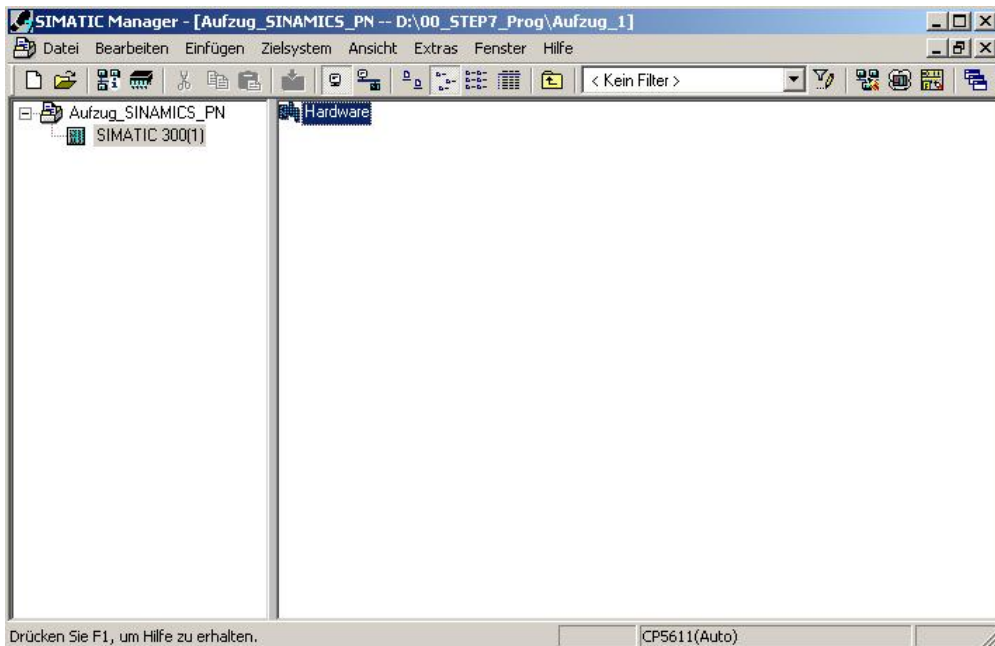 SIMATIC Manager - [Aufzug_SINAMICS_PN -- D:\00_STEP7_Prog\Aufzug_1]
Datei Bearbeiten Einfügen Zielsystem Ansicht Extras Fenster Hilfe
< Kein Filter >
Aufzug_SINAMICS_PN
SIMATIC 300(1)
Hardware
Drücken Sie F1, um Hilfe zu erhalten.
CP5611(Auto)